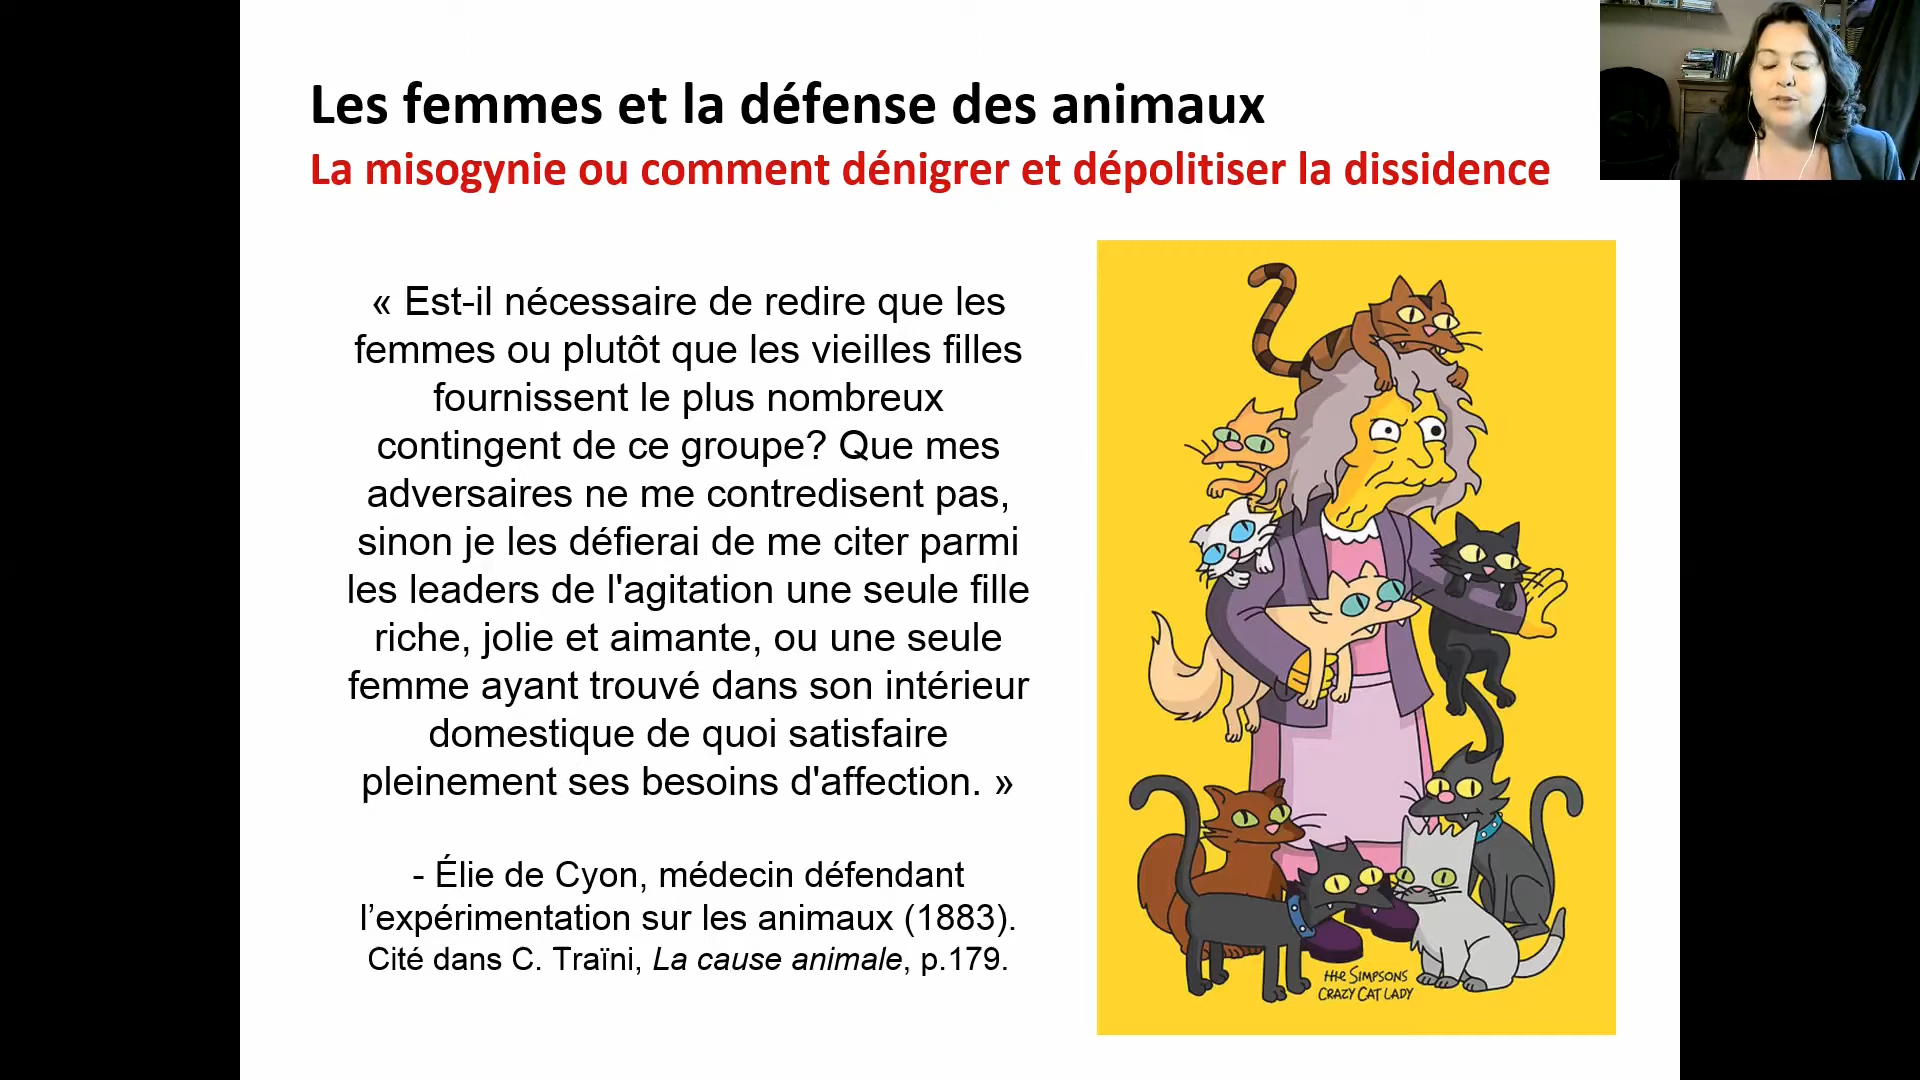 Les femmes et la défense des animaux
La misogynie ou comment dénigrer et dépolitiser la dissidence
« Est-il nécessaire de redire que les
femmes ou plutôt que les vieilles filles
fournissent le plus nombreux
contingent de ce groupe? Que mes
adversaires ne me contredisent pas,
sinon je les défierai de me citer parmi
les leaders de l'agitation une seule fille
riche, jolie et aimante, ou une seule
femme ayant trouvé dans son intérieur
domestique de quoi satisfaire
pleinement ses besoins d'affection. »
- Élie de Cyon, médecin défendant
l’expérimentation sur les animaux (1883).
Cité dans C. Traïni, La cause animale, p.179.
the SIMPSONS
CRAZY CAT LADY